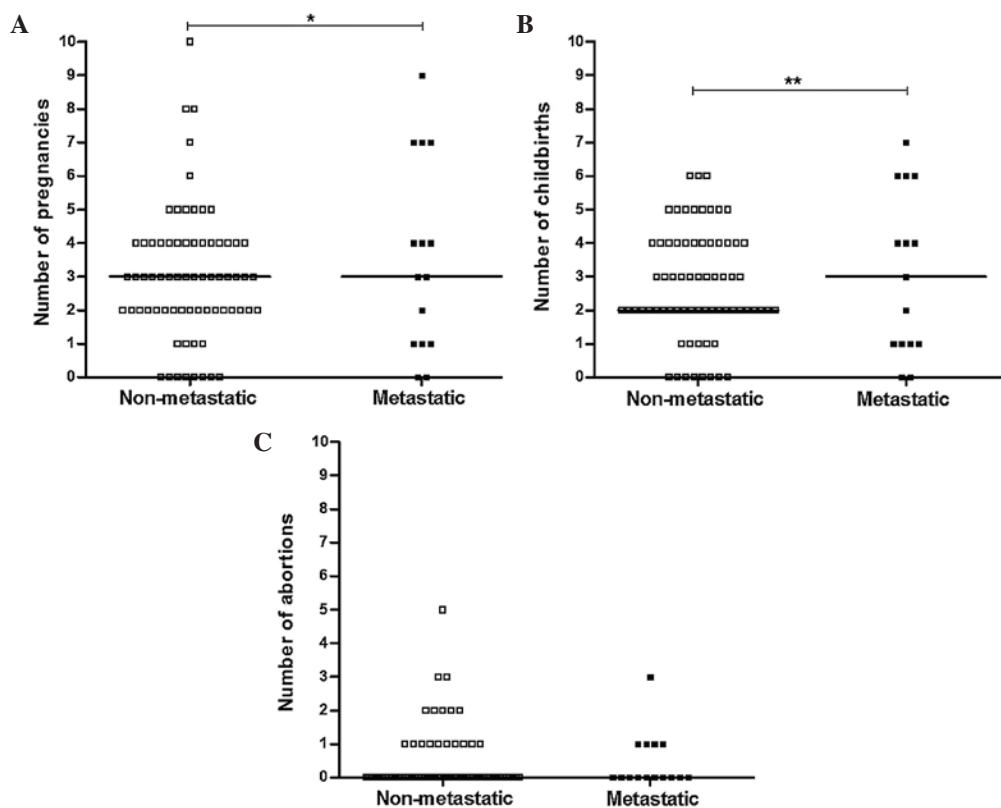 A
*
10
9
8
7
6
5
4
3
2
1
0
Number of pregnancies
Non-metastatic
Metastatic
B
**
10
9
8
7
6
5
4
3
2
1
0
Number of childbirths
Non-metastatic
Metastatic
C
10
9
8
7
6
5
4
3
2
1
0
Number of abortions
Non-metastatic
Metastatic